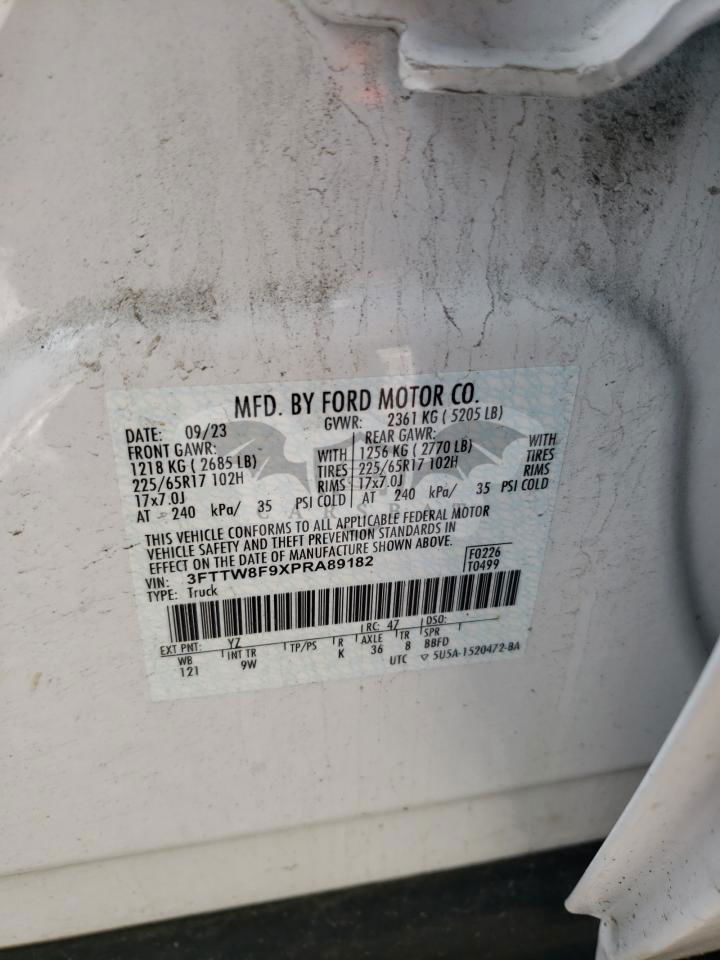 MFD. BY FORD MOTOR CO.
DATE: 09/23 GVWR: 2361 KG ( 5205 LB)
FRONT GAWR: REAR GAWR:
1218 KG ( 2685 LB) WITH 1256 KG ( 2770 LB) WITH
225/65R17 102H TIRES 225/65R17 102H TIRES
17x7.0J RIMS 17x7.0J RIMS
AT 240 kPa/ 35 PSI COLD AT 240 kPa/ 35 PSI COLD
CARSB
THIS VEHICLE CONFORMS TO ALL APPLICABLE FEDERAL MOTOR
VEHICLE SAFETY AND THEFT PREVENTION STANDARDS IN
EFFECT ON THE DATE OF MANUFACTURE SHOWN ABOVE.
VIN: 3FTTW8F9XPRA89182 F0226
TYPE: Truck T0499
EXT PNT: YZ RC: 47 DSO:
WB INT TR TP/PS R AXLE TR SPR
121 9W K 36 8 BBFD
UTC ▽ 5U5A-1520472-BA